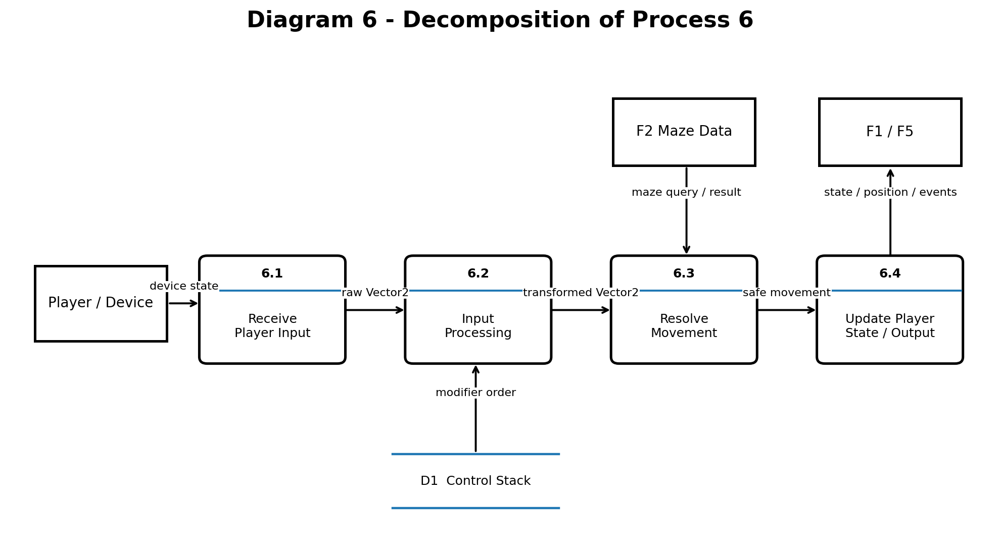 Diagram 6 - Decomposition of Process 6
F2 Maze Data
F1 / F5
maze query / result
state / position / events
Player / Device
device state
6.1
Receive
Player Input
raw Vector2
6.2
Input
Processing
transformed Vector2
6.3
Resolve
Movement
safe movement
6.4
Update Player
State / Output
modifier order
D1  Control Stack